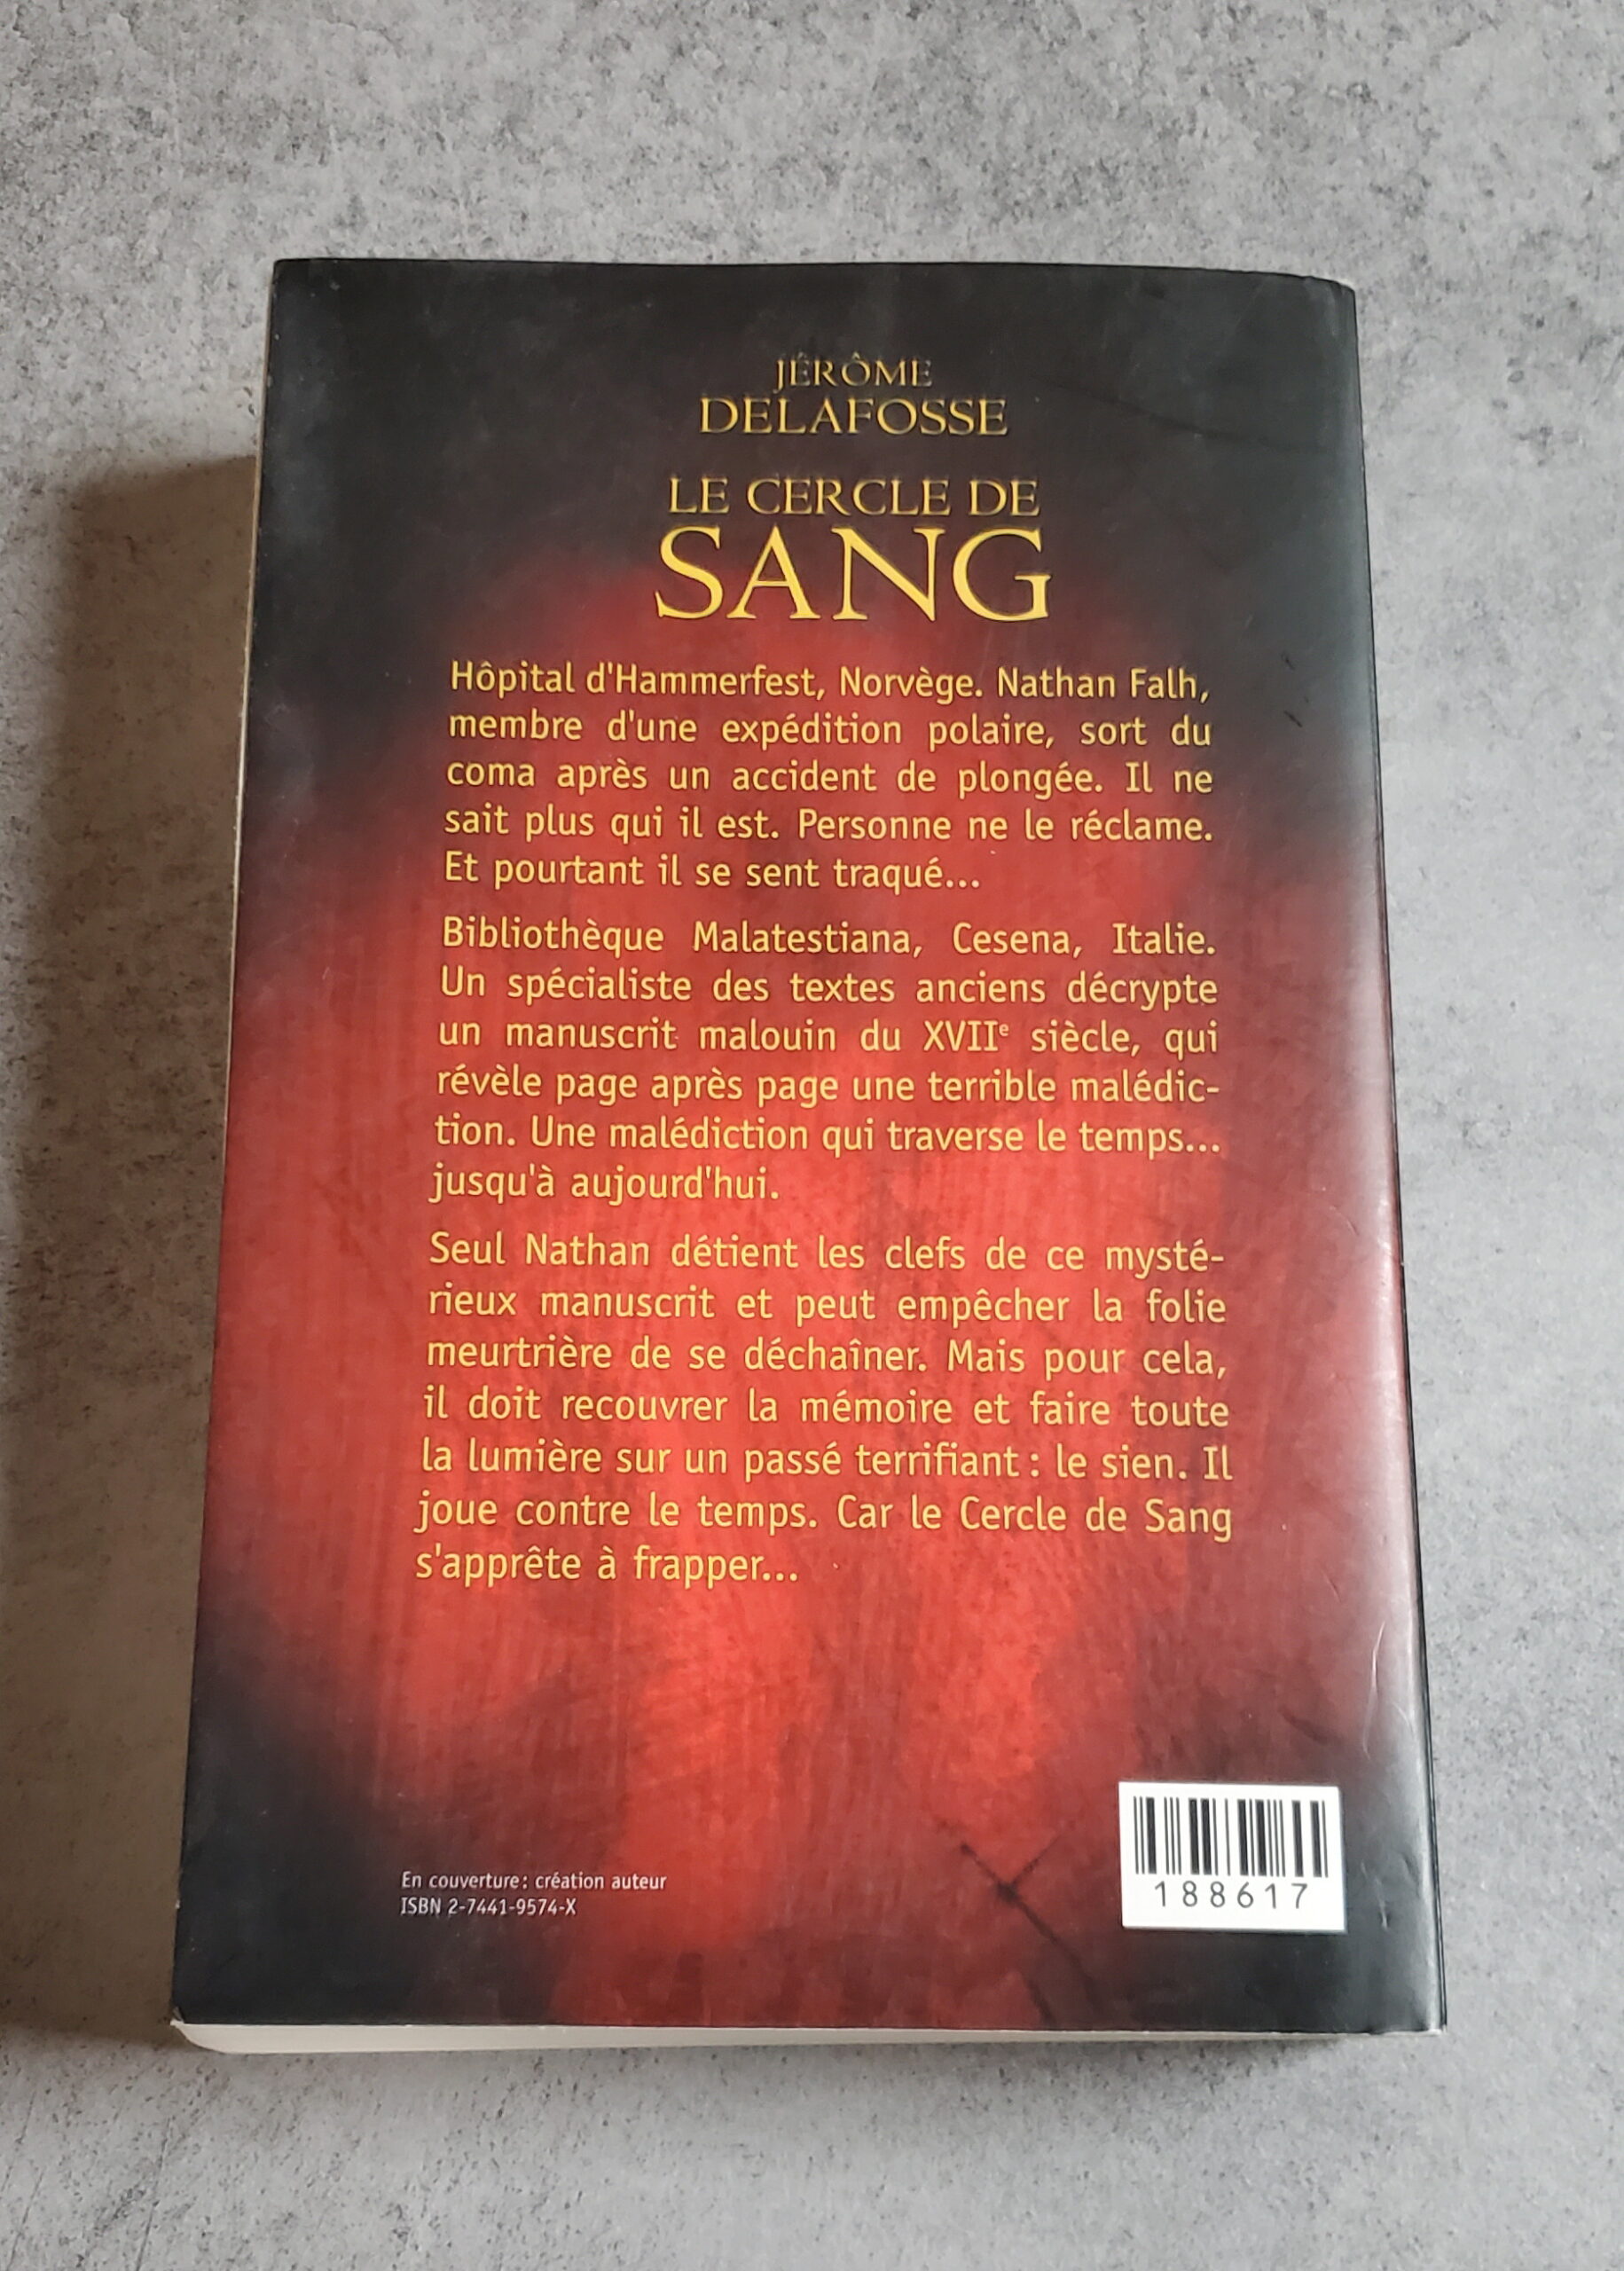 JÉRÔME
DELAFOSSE
LE CERCLE DE
SANG
Hôpital d'Hammerfest, Norvège. Nathan Falh,
membre d'une expédition polaire, sort du
coma après un accident de plongée. Il ne
sait plus qui il est. Personne ne le réclame.
Et pourtant il se sent traqué...
Bibliothèque Malatestiana, Cesena, Italie.
Un spécialiste des textes anciens décrypte
un manuscrit malouin du XVIIe siècle, qui
révèle page après page une terrible malédic-
tion. Une malédiction qui traverse le temps...
jusqu'à aujourd'hui.
Seul Nathan détient les clefs de ce mysté-
rieux manuscrit et peut empêcher la folie
meurtrière de se déchaîner. Mais pour cela,
il doit recouvrer la mémoire et faire toute
la lumière sur un passé terrifiant : le sien. Il
joue contre le temps. Car le Cercle de Sang
s'apprête à frapper...
En couverture : création auteur
ISBN 2-7441-9574-X
188617